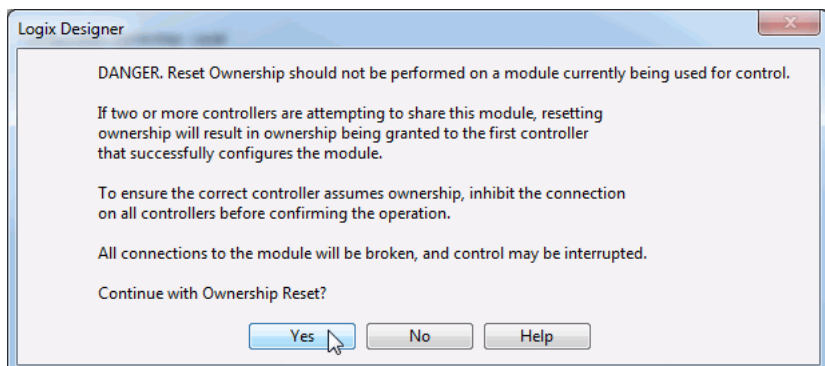 Logix Designer
DANGER. Reset Ownership should not be performed on a module currently being used for control.
If two or more controllers are attempting to share this module, resetting
ownership will result in ownership being granted to the first controller
that successfully configures the module.
To ensure the correct controller assumes ownership, inhibit the connection
on all controllers before confirming the operation.
All connections to the module will be broken, and control may be interrupted.
Continue with Ownership Reset?
Yes
No
Help